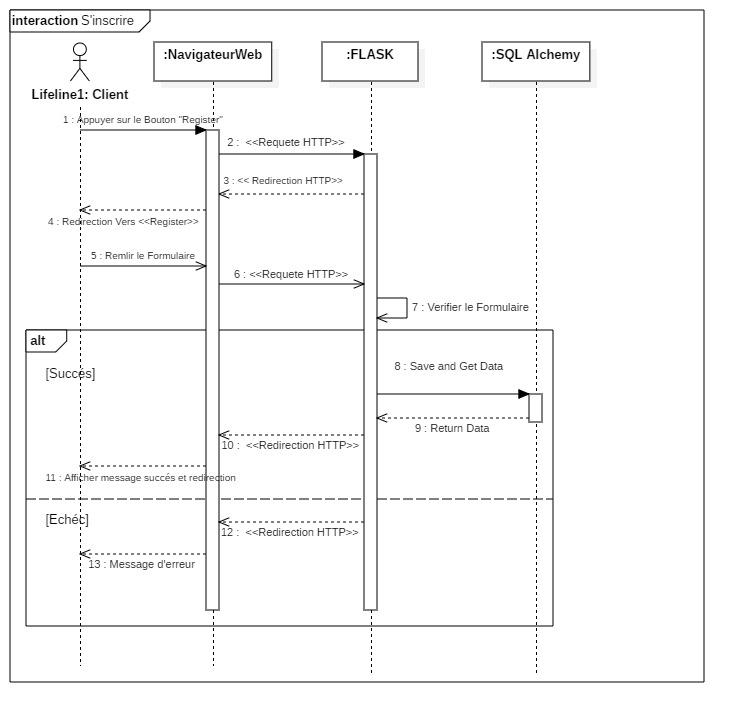 interaction S'inscrire
:NavigateurWeb
:FLASK
:SQL Alchemy
Lifeline1: Client
1 : Appuyer sur le Bouton "Register"
2 :  <<Requete HTTP>>
3 : << Redirection HTTP>>
4 : Redirection Vers <<Register>>
5 : Remlir le Formulaire
6 : <<Requete HTTP>>
7 : Verifier le Formulaire
alt
8 : Save and Get Data
[Succés]
9 : Return Data
10 :  <<Redirection HTTP>>
11 : Afficher message succés et redirection
[Echéc]
12 :  <<Redirection HTTP>>
13 : Message d'erreur